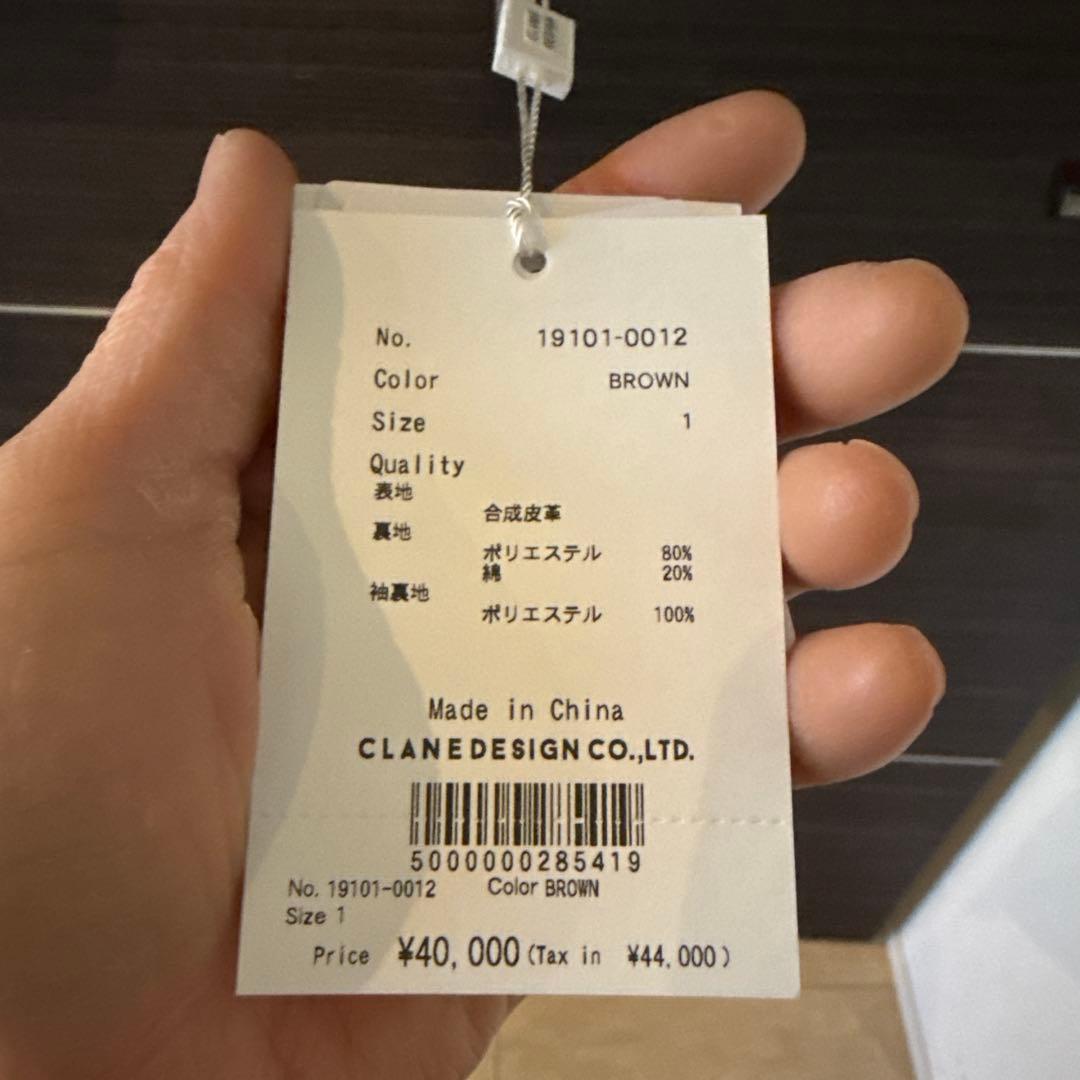 No. 19101-0012
Color BROWN
Size 1
Quality
表地
合成皮革
裏地
ポリエステル 80%
綿 20%
袖裏地
ポリエステル 100%
Made in China
CLANE DESIGN CO.,LTD.
5000000285419
No. 19101-0012 Color BROWN
Size 1
Price ¥40,000 (Tax in ¥44,000)